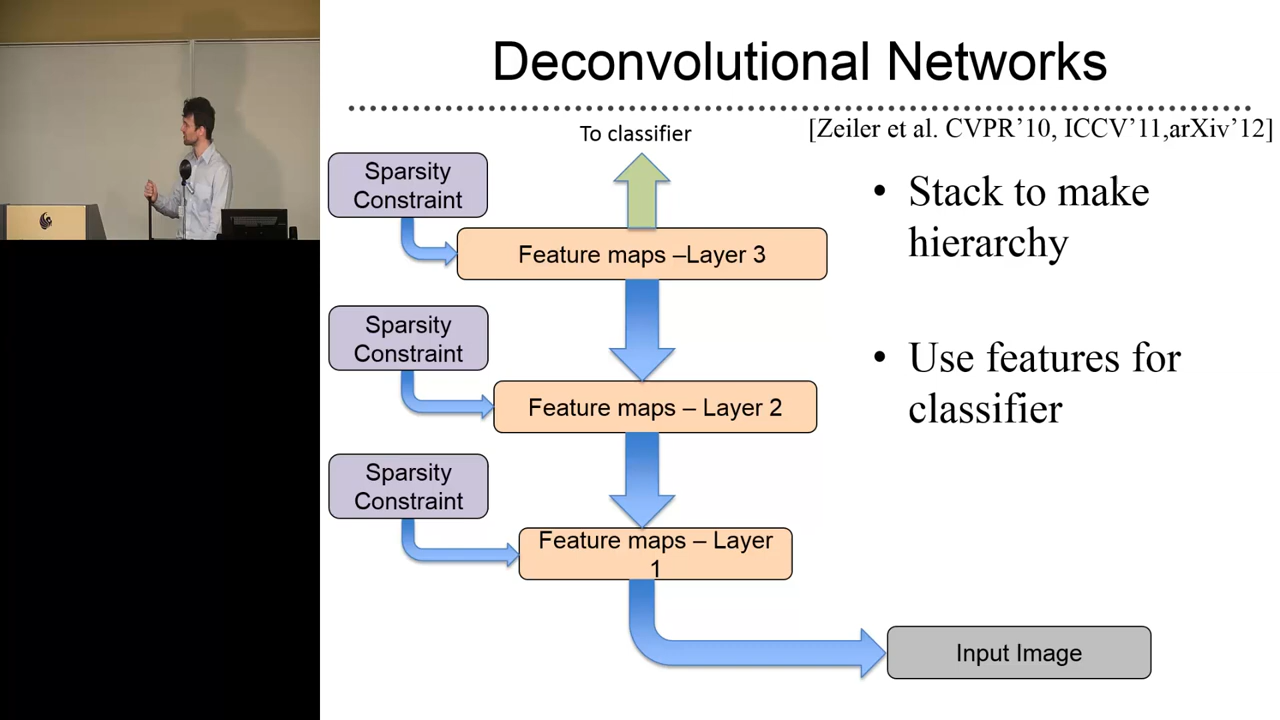 Deconvolutional Networks
[Zeiler et al. CVPR'10, ICCV'11,arXiv'12]
To classifier
Sparsity
Constraint
Feature maps –Layer 3
Sparsity
Constraint
Feature maps – Layer 2
Sparsity
Constraint
Feature maps – Layer
1
Input Image
• Stack to make
hierarchy
• Use features for
classifier